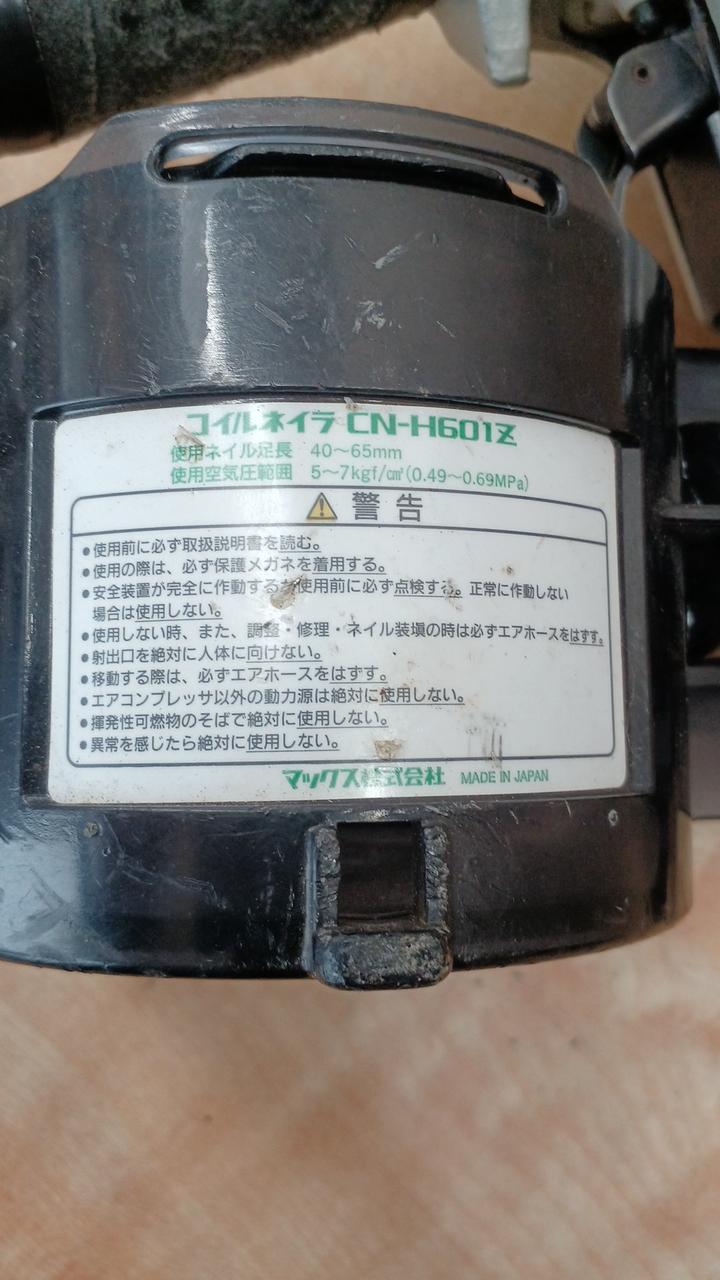 コイルネイラ CN-H601Z
使用ネイル足長 40～65mm
使用空気圧範囲 5～7kgf/c㎡(0.49～0.69MPa)
⚠ 警告
●使用前に必ず取扱説明書を読む。
●使用の際は、必ず保護メガネを着用する。
●安全装置が完全に作動するか使用前に必ず点検する。正常に作動しない
場合は使用しない。
●使用しない時、また、調整・修理・ネイル装塡の時は必ずエアホースをはずす。
●射出口を絶対に人体に向けない。
●移動する際は、必ずエアホースをはずす。
●エアコンプレッサ以外の動力源は絶対に使用しない。
●揮発性可燃物のそばで絶対に使用しない。
●異常を感じたら絶対に使用しない。
マックス株式会社 MADE IN JAPAN